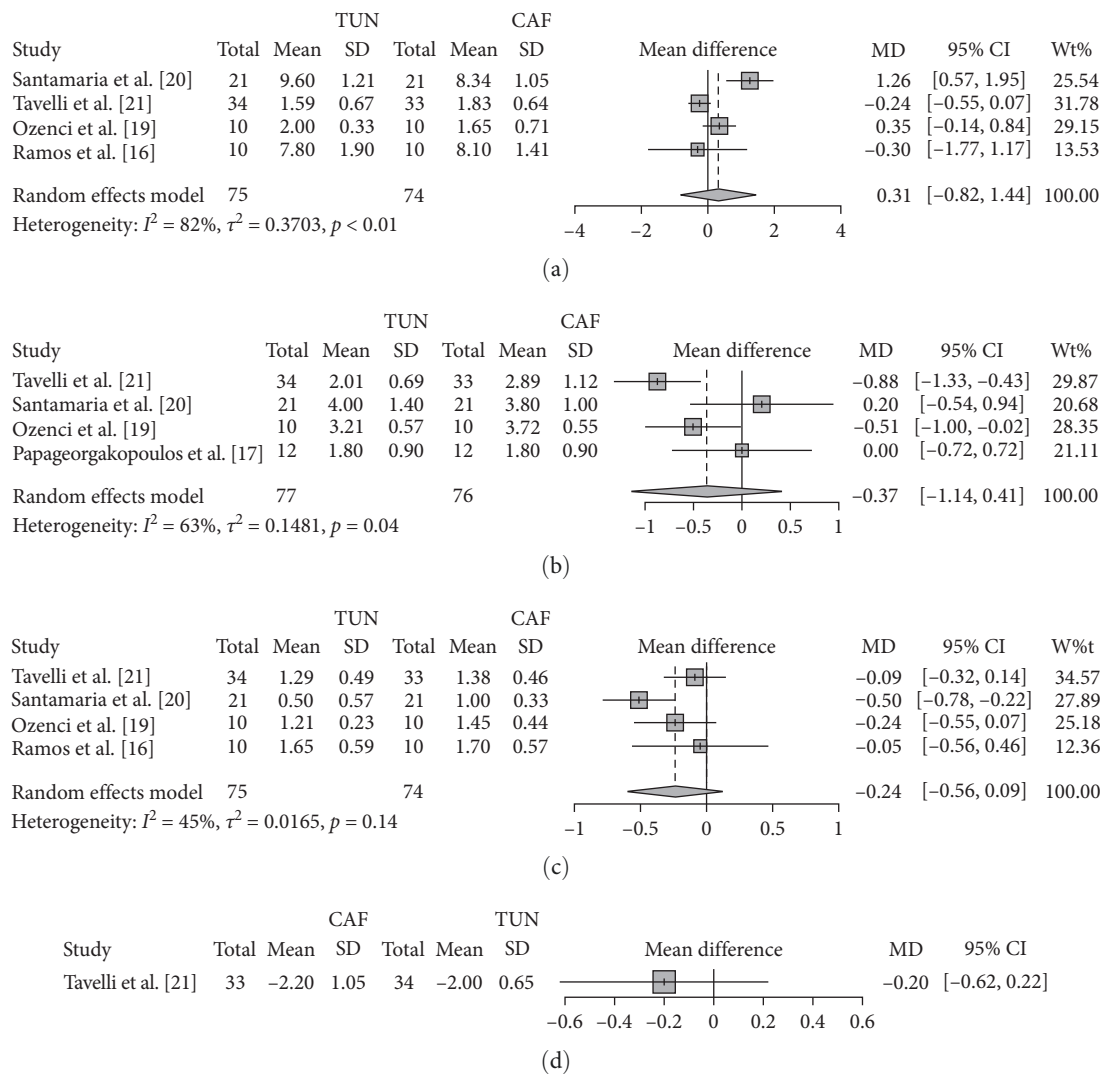 TUN CAF
Study Total Mean SD Total Mean SD Mean difference MD 95% CI Wt%
Santamaria et al. [20] 21 9.60 1.21 21 8.34 1.05 1.26 [0.57, 1.95] 25.54
Tavelli et al. [21] 34 1.59 0.67 33 1.83 0.64 −0.24 [−0.55, 0.07] 31.78
Ozenci et al. [19] 10 2.00 0.33 10 1.65 0.71 0.35 [−0.14, 0.84] 29.15
Ramos et al. [16] 10 7.80 1.90 10 8.10 1.41 −0.30 [−1.77, 1.17] 13.53
Random effects model 75 74 0.31 [−0.82, 1.44] 100.00
Heterogeneity: I² = 82%, τ² = 0.3703, p < 0.01
−4 −2 0 2 4
(a)
TUN CAF
Study Total Mean SD Total Mean SD Mean difference MD 95% CI Wt%
Tavelli et al. [21] 34 2.01 0.69 33 2.89 1.12 −0.88 [−1.33, −0.43] 29.87
Santamaria et al. [20] 21 4.00 1.40 21 3.80 1.00 0.20 [−0.54, 0.94] 20.68
Ozenci et al. [19] 10 3.21 0.57 10 3.72 0.55 −0.51 [−1.00, −0.02] 28.35
Papageorgakopoulos et al. [17] 12 1.80 0.90 12 1.80 0.90 0.00 [−0.72, 0.72] 21.11
Random effects model 77 76 −0.37 [−1.14, 0.41] 100.00
Heterogeneity: I² = 63%, τ² = 0.1481, p = 0.04
−1 −0.5 0 0.5 1
(b)
TUN CAF
Study Total Mean SD Total Mean SD Mean difference MD 95% CI W%t
Tavelli et al. [21] 34 1.29 0.49 33 1.38 0.46 −0.09 [−0.32, 0.14] 34.57
Santamaria et al. [20] 21 0.50 0.57 21 1.00 0.33 −0.50 [−0.78, −0.22] 27.89
Ozenci et al. [19] 10 1.21 0.23 10 1.45 0.44 −0.24 [−0.55, 0.07] 25.18
Ramos et al. [16] 10 1.65 0.59 10 1.70 0.57 −0.05 [−0.56, 0.46] 12.36
Random effects model 75 74 −0.24 [−0.56, 0.09] 100.00
Heterogeneity: I² = 45%, τ² = 0.0165, p = 0.14
−1 −0.5 0 0.5 1
(c)
CAF TUN
Study Total Mean SD Total Mean SD Mean difference MD 95% CI
Tavelli et al. [21] 33 −2.20 1.05 34 −2.00 0.65 −0.20 [−0.62, 0.22]
−0.6 −0.4 −0.2 0 0.2 0.4 0.6
(d)